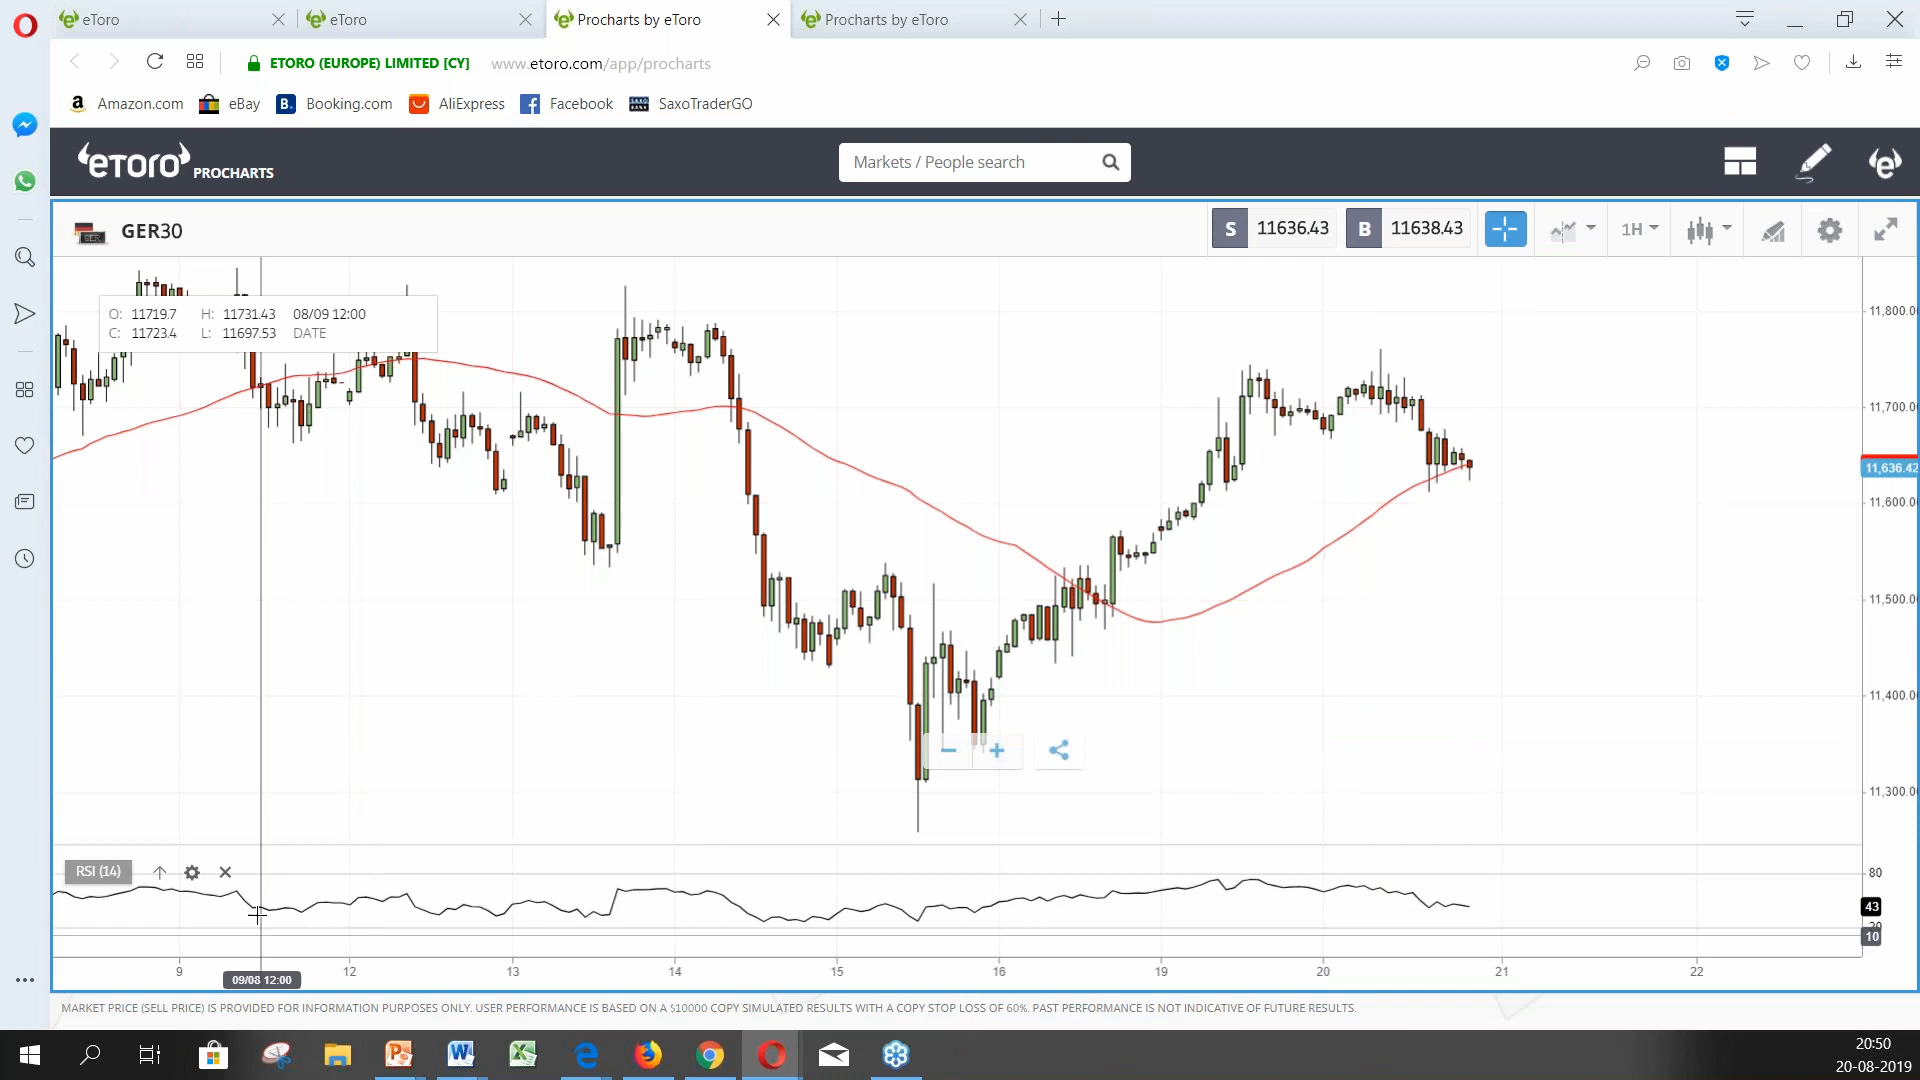 eToro
eToro
Procharts by eToro
Procharts by eToro
ETORO (EUROPE) LIMITED [CY]
www.etoro.com/app/procharts
Amazon.com
eBay
Booking.com
AliExpress
Facebook
SaxoTraderGO
eToro PROCHARTS
Markets / People search
GER30
S 11636.43
B 11638.43
1H
O: 11719.7 H: 11731.43 08/09 12:00
C: 11723.4 L: 11697.53 DATE
11,800.0
11,700.0
11,636.42
11,600.0
11,500.0
11,400.0
11,300.0
RSI (14)
80
43
10
9 12 13 14 15 16 19 20 21 22
09/08 12:00
MARKET PRICE (SELL PRICE) IS PROVIDED FOR INFORMATION PURPOSES ONLY. USER PERFORMANCE IS BASED ON A $10000 COPY SIMULATED RESULTS WITH A COPY STOP LOSS OF 60%. PAST PERFORMANCE IS NOT INDICATIVE OF FUTURE RESULTS.
20:50
20-08-2019